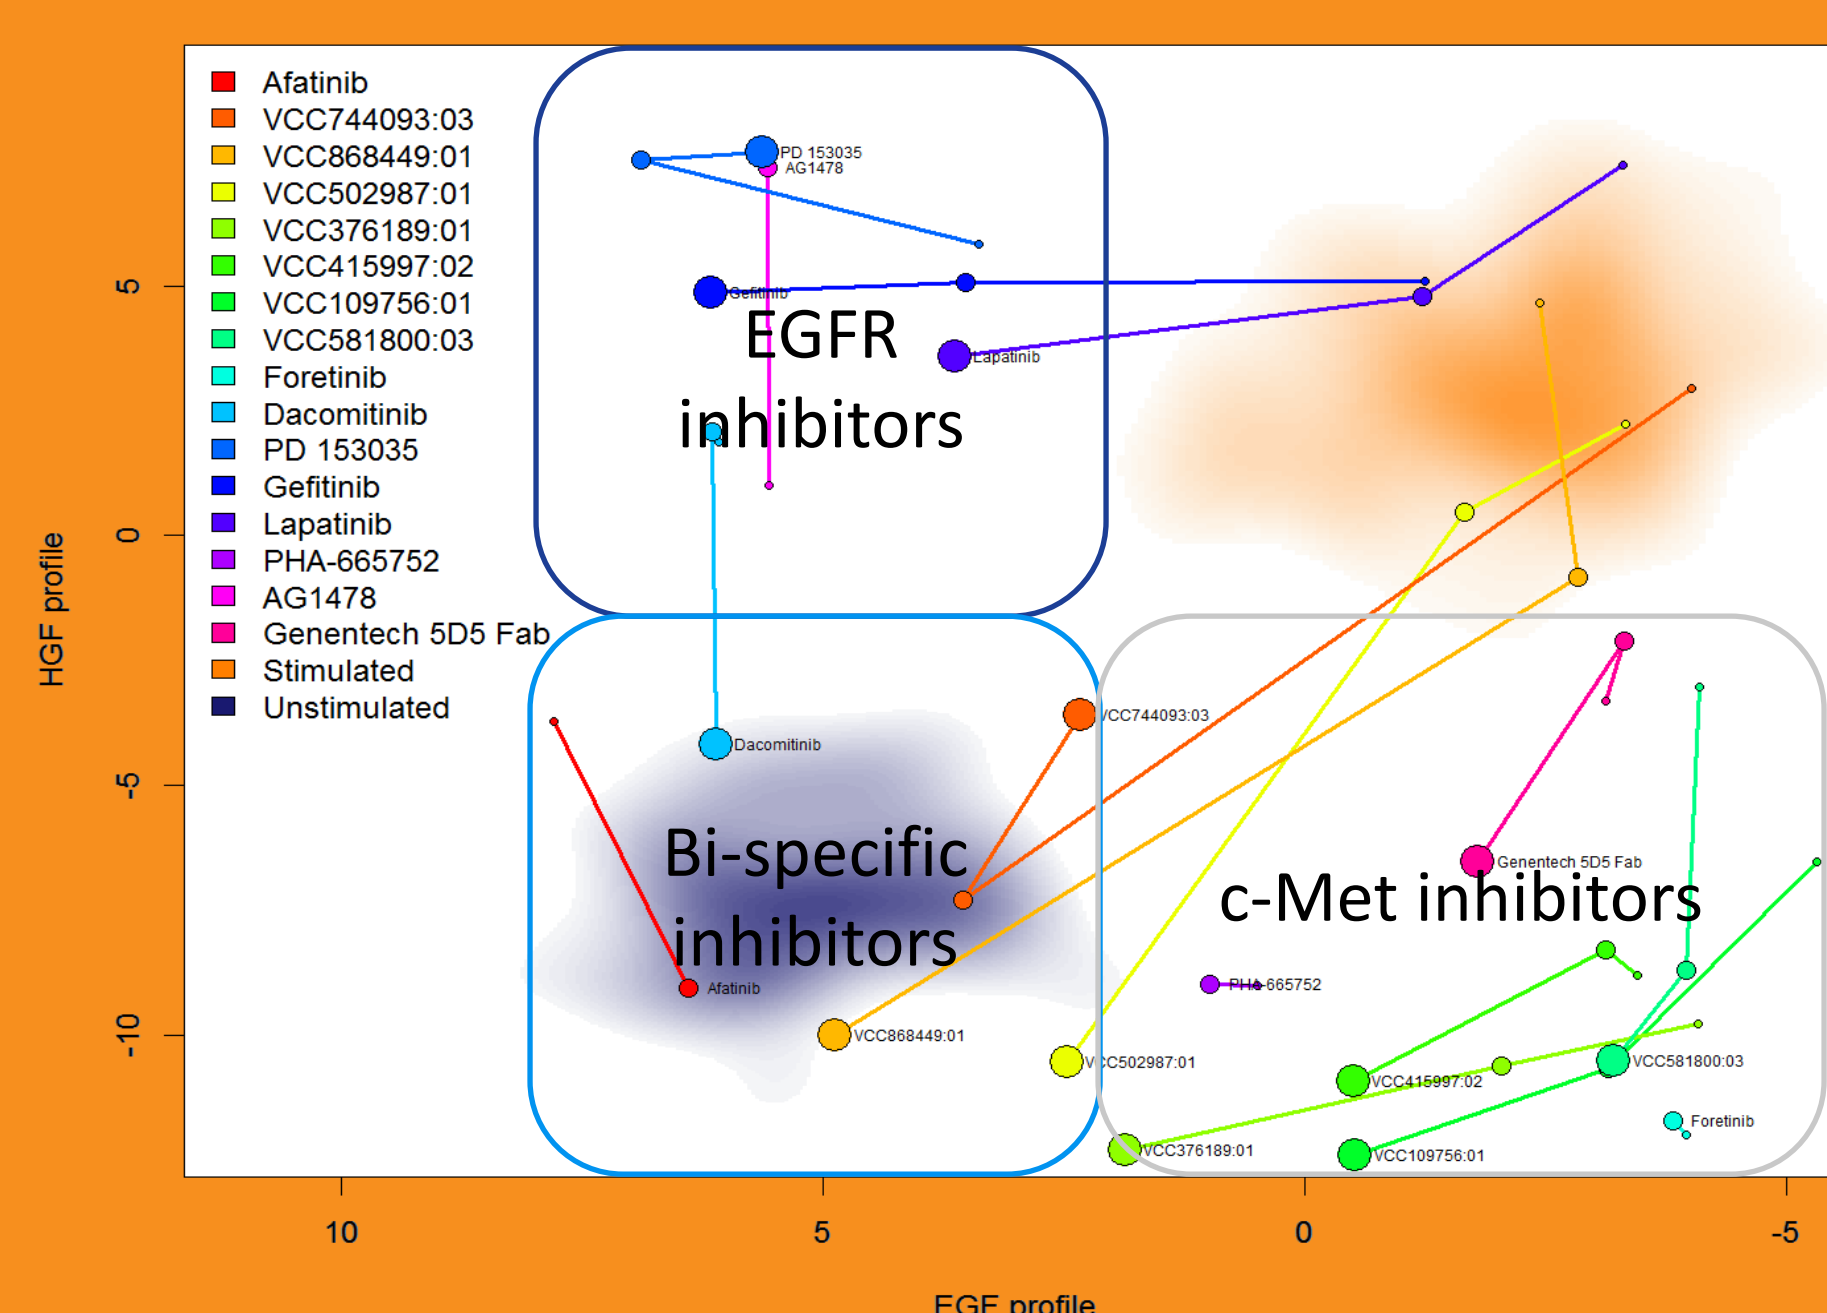 Afatinib
VCC744093:03
VCC868449:01
VCC502987:01
VCC376189:01
VCC415997:02
VCC109756:01
VCC581800:03
Foretinib
Dacomitinib
PD 153035
Gefitinib
Lapatinib
PHA-665752
AG1478
Genentech 5D5 Fab
Stimulated
Unstimulated
PD 153035
AG1478
Gefitinib
Lapatinib
EGFR
inhibitors
VCC744093:03
Dacomitinib
Bi-specific
inhibitors
Afatinib
VCC868449:01
VCC502987:01
Genentech 5D5 Fab
c-Met inhibitors
PHA-665752
VCC415997:02
VCC581800:03
Foretinib
VCC376189:01
VCC109756:01
HGF profile
5
0
-5
-10
10
5
0
-5
EGF profile